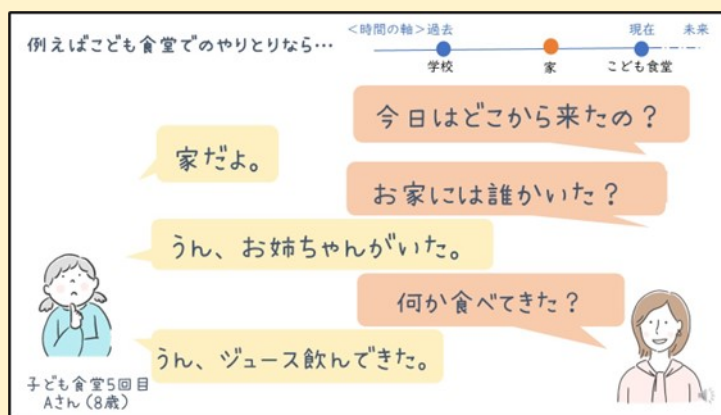 例えばこども食堂でのやりとりなら…
<時間の軸>過去 現在 未来
学校 家 こども食堂
今日はどこから来たの？
家だよ。
お家には誰かいた？
うん、お姉ちゃんがいた。
何か食べてきた？
うん、ジュース飲んできた。
子ども食堂5回目
Aさん(8歳)